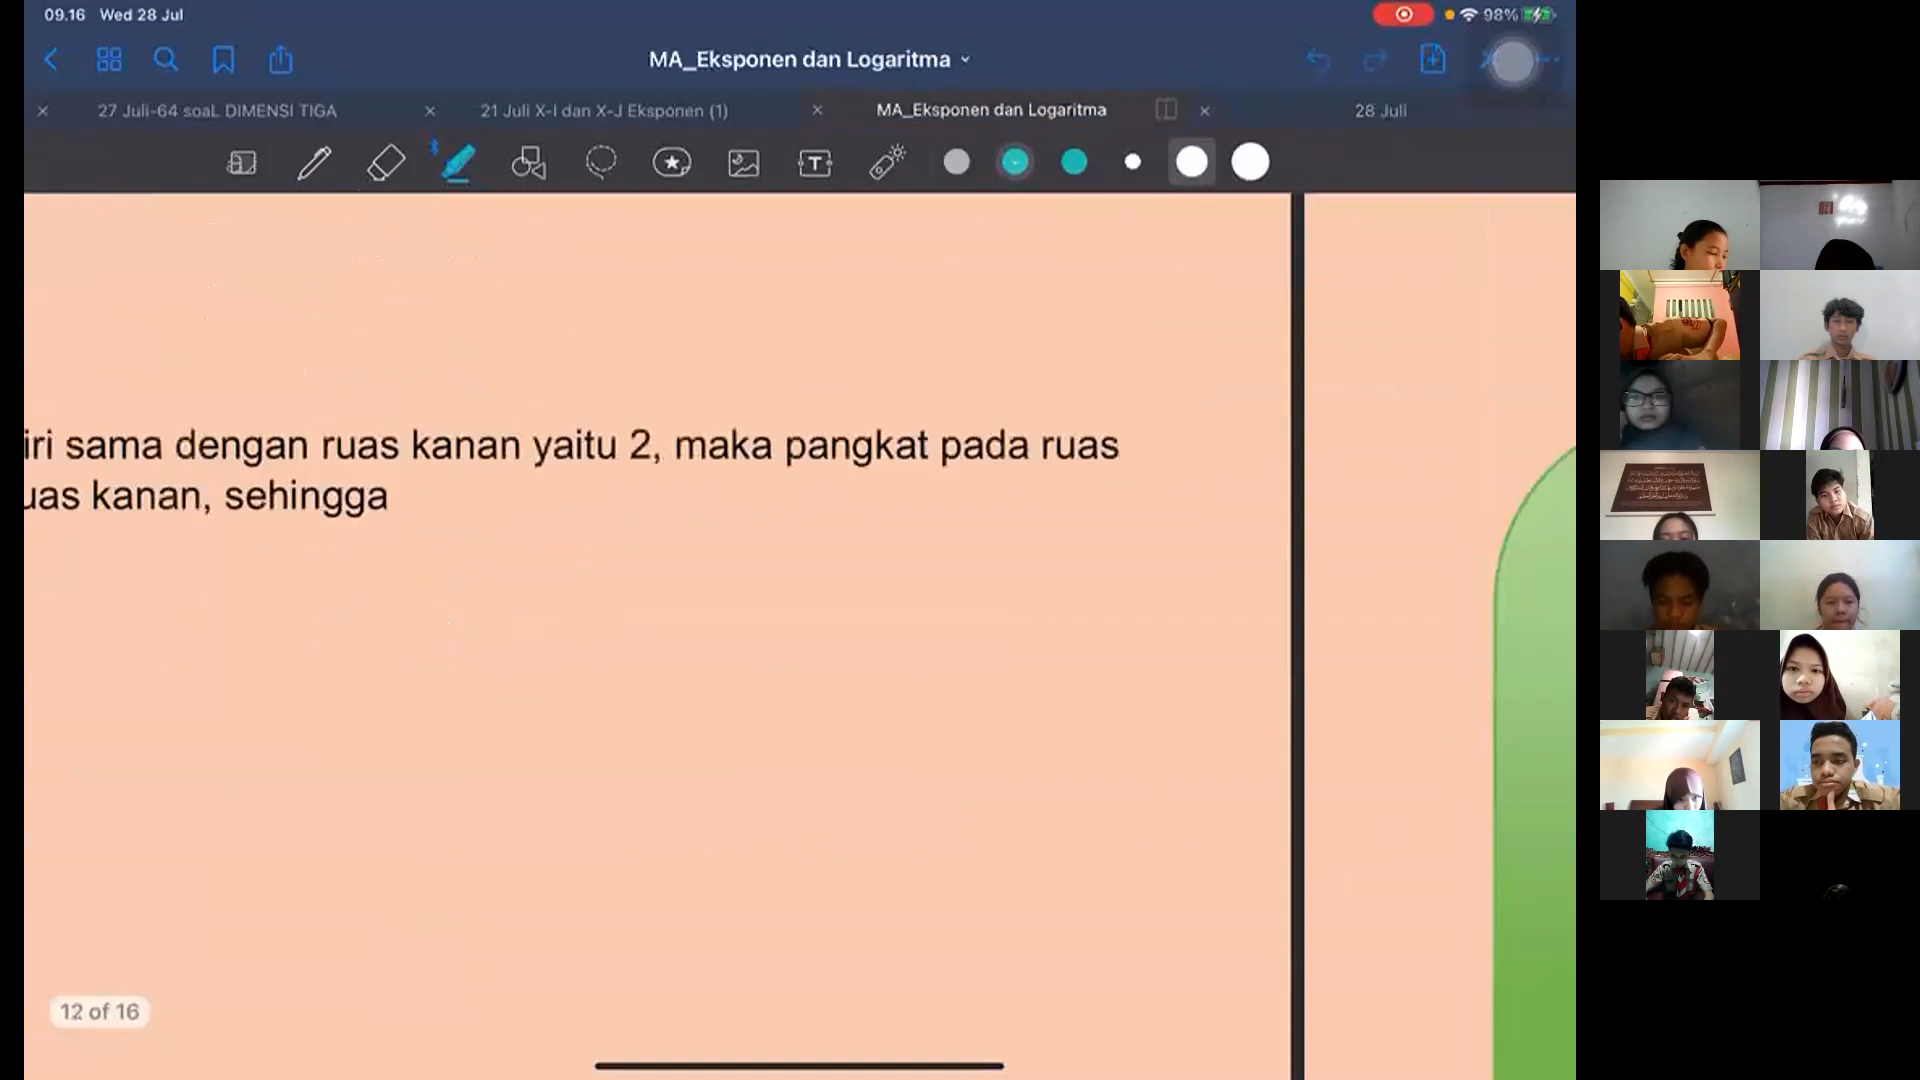 09.16 Wed 28 Jul
98%
MA_Eksponen dan Logaritma
27 Juli-64 soaL DIMENSI TIGA
21 Juli X-I dan X-J Eksponen (1)
MA_Eksponen dan Logaritma
28 Juli
T
iri sama dengan ruas kanan yaitu 2, maka pangkat pada ruas
uas kanan, sehingga
12 of 16